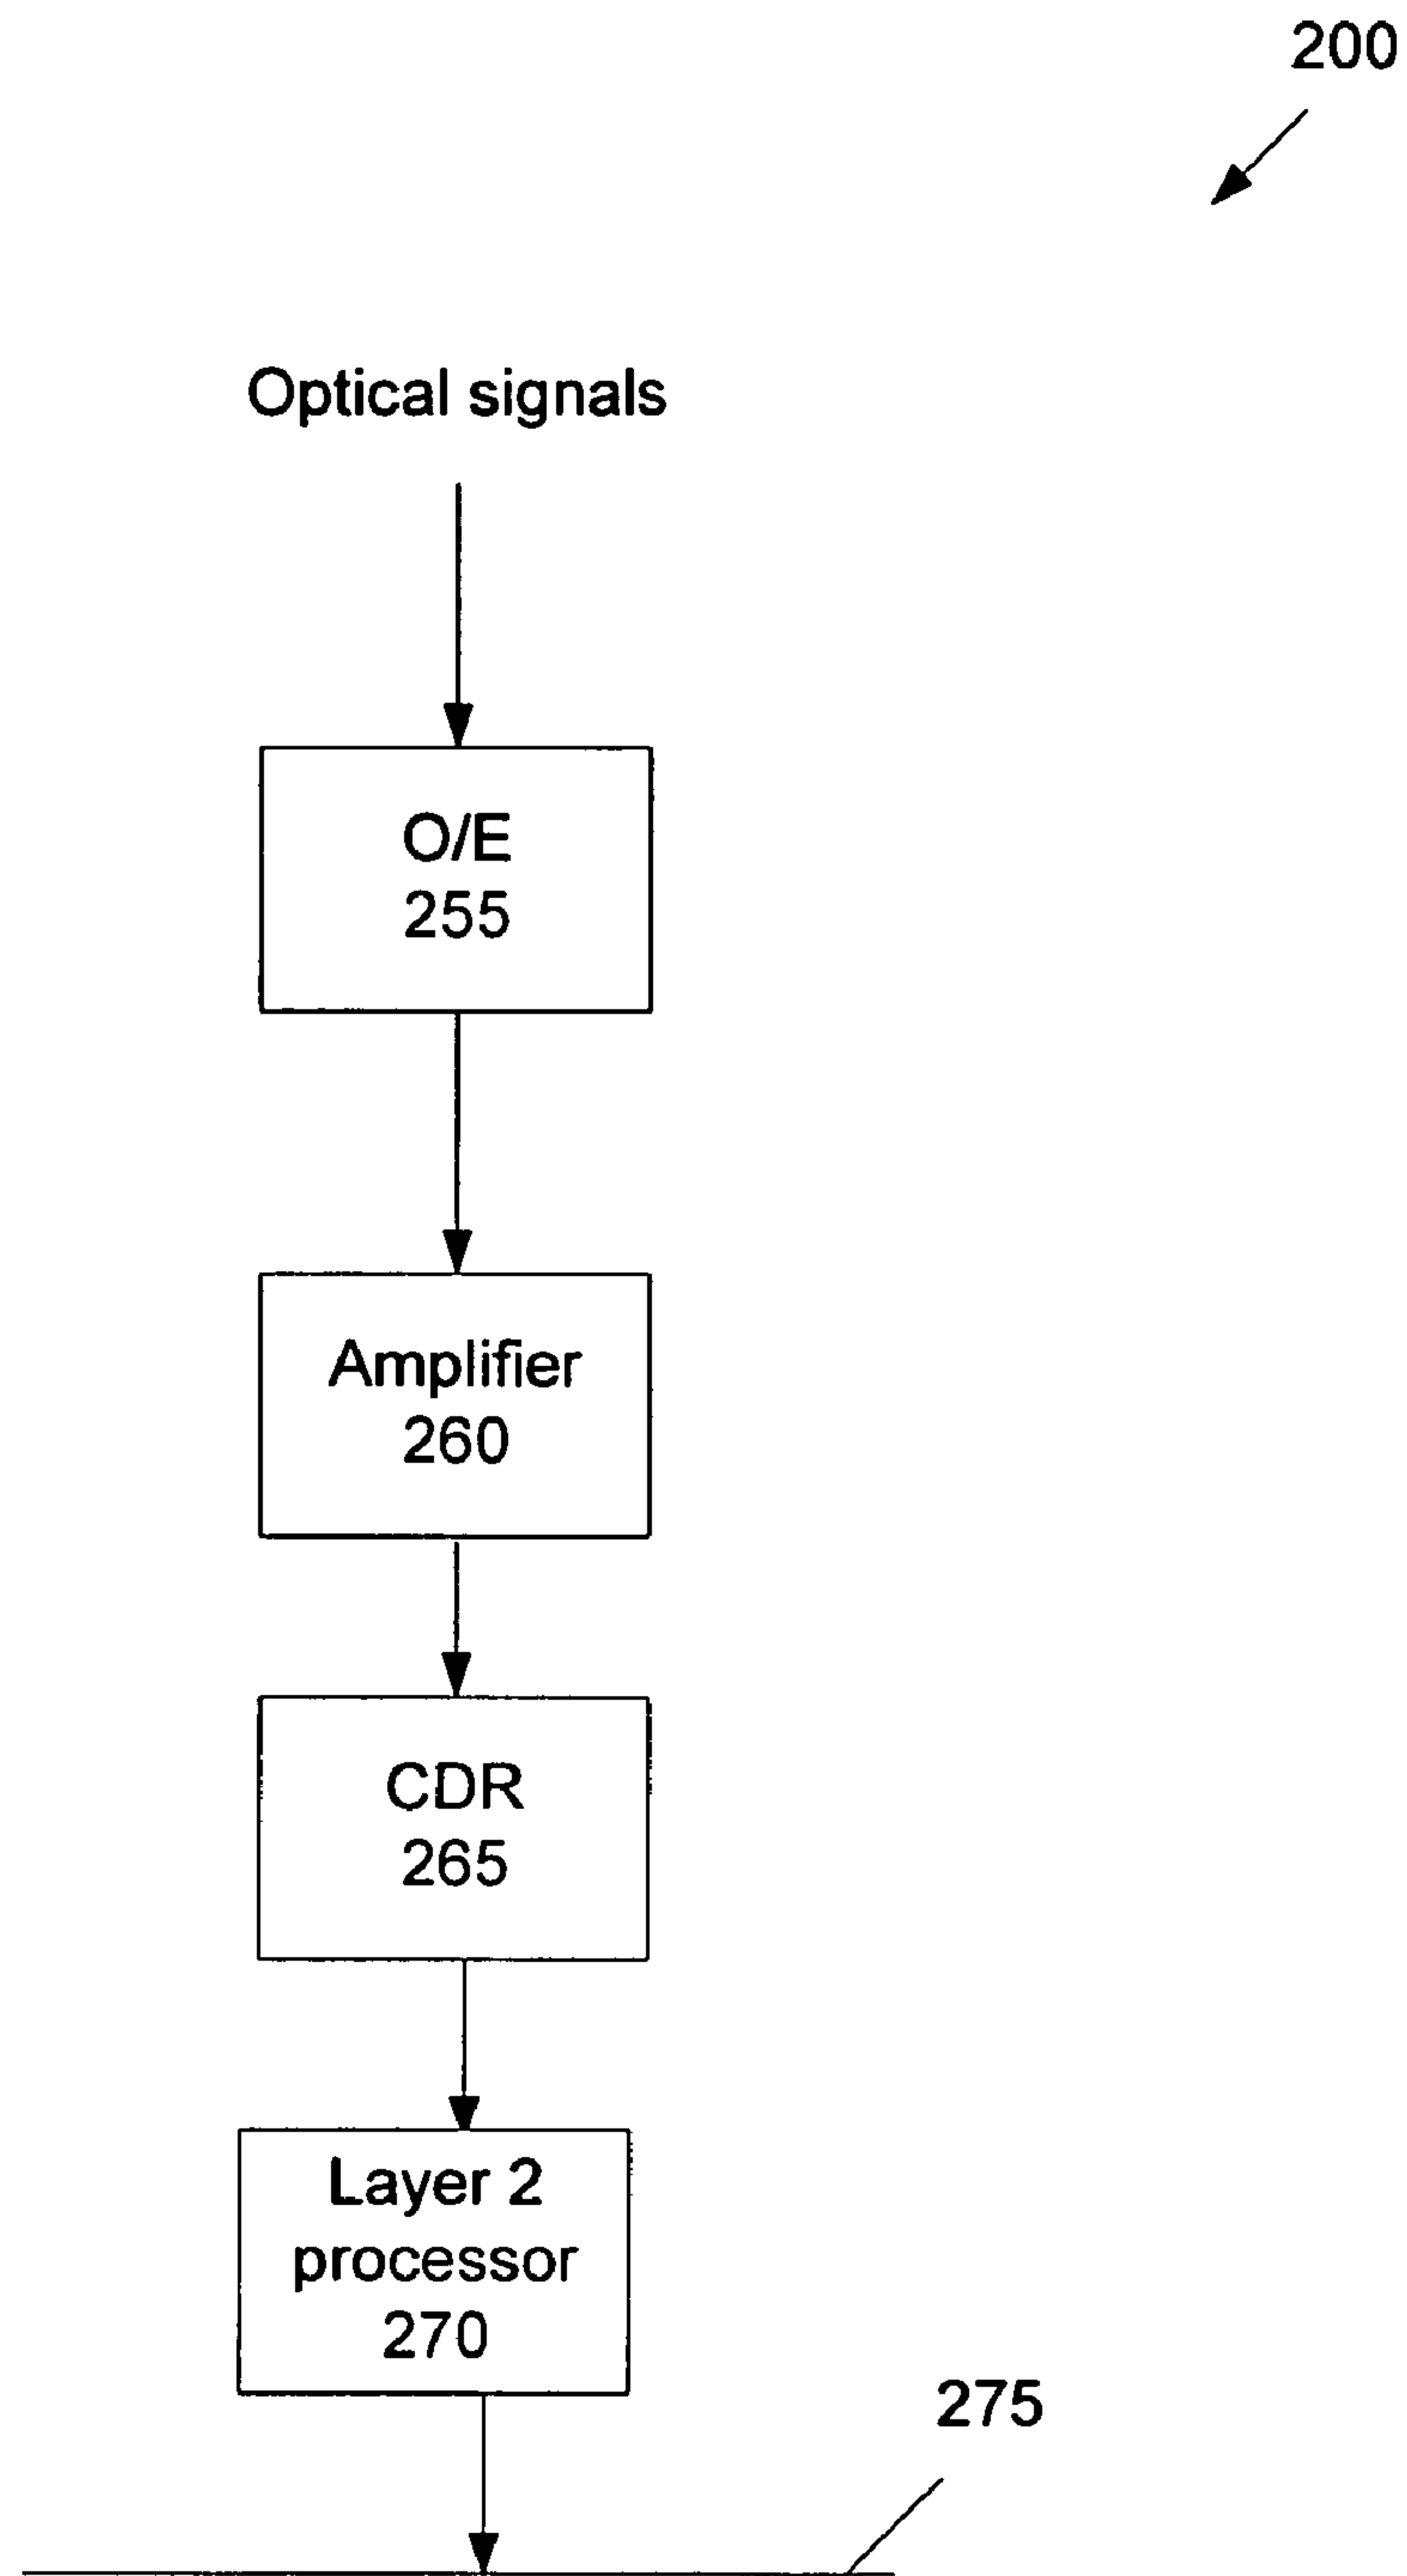 200
Optical signals
O/E
255
Amplifier
260
CDR
265
Layer 2
processor
270
275